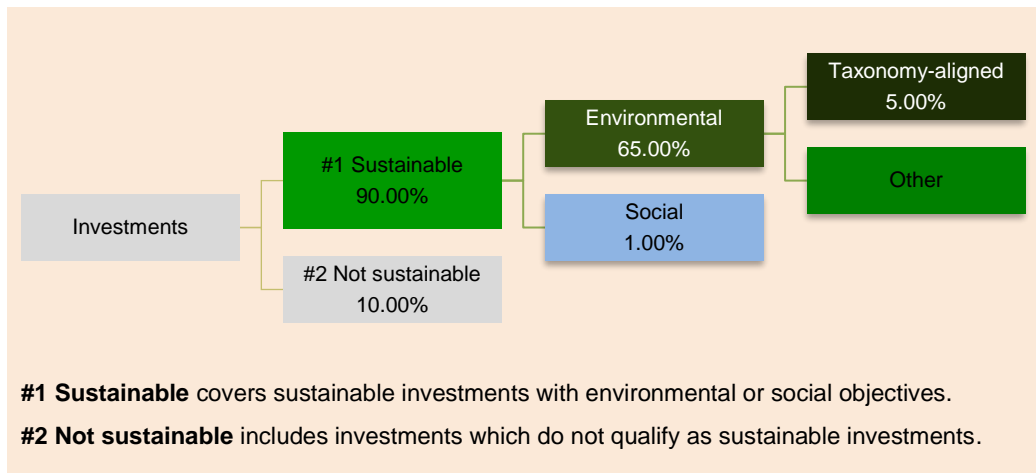 Taxonomy-aligned
5.00%
Environmental
65.00%
#1 Sustainable
90.00%
Other
Social
1.00%
Investments
#2 Not sustainable
10.00%
#1 Sustainable covers sustainable investments with environmental or social objectives.
#2 Not sustainable includes investments which do not qualify as sustainable investments.